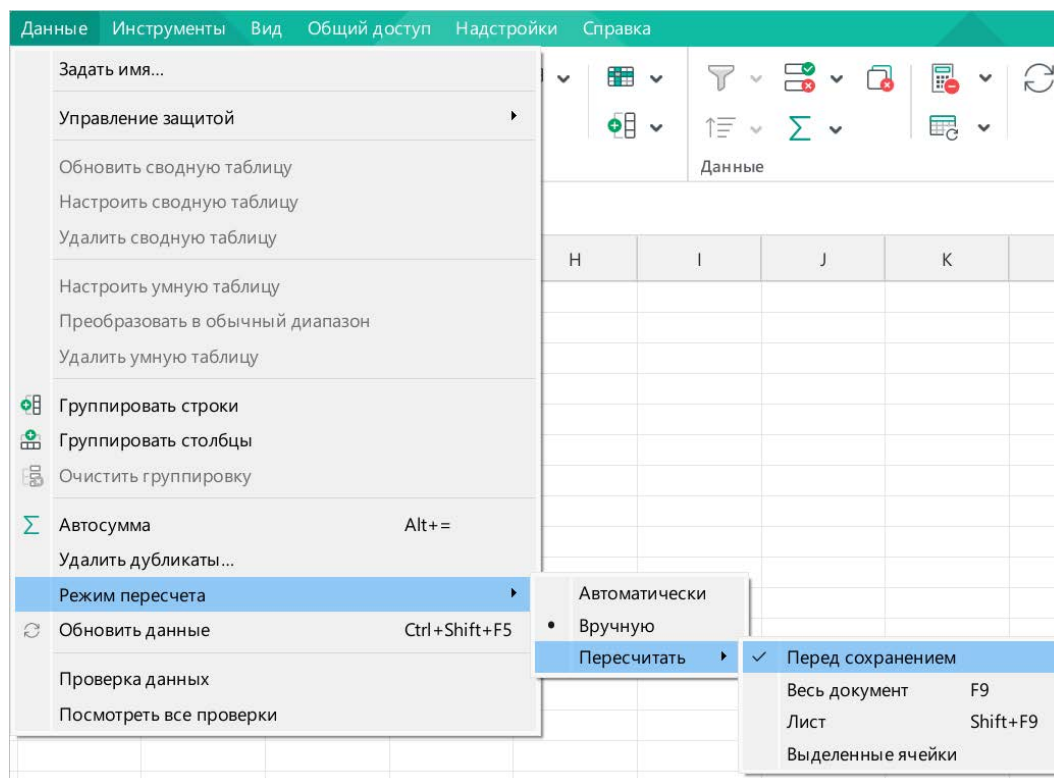 Данные Инструменты Вид Общий доступ Надстройки Справка
Задать имя...
Управление защитой
Обновить сводную таблицу
Настроить сводную таблицу
Удалить сводную таблицу
Настроить умную таблицу
Преобразовать в обычный диапазон
Удалить умную таблицу
Группировать строки
Группировать столбцы
Очистить группировку
Автосумма Alt+=
Удалить дубликаты...
Режим пересчета
Обновить данные Ctrl+Shift+F5
Проверка данных
Посмотреть все проверки
Данные
H I J K
Автоматически
Вручную
Пересчитать
Перед сохранением
Весь документ F9
Лист Shift+F9
Выделенные ячейки